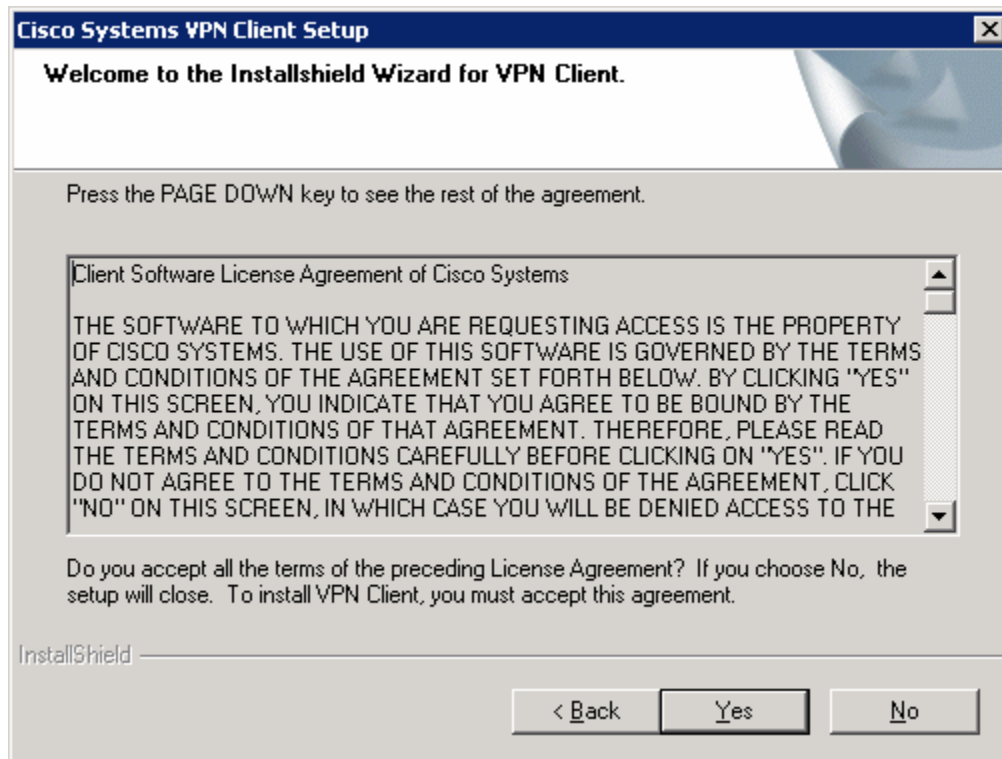 Cisco Systems VPN Client Setup
Welcome to the Installshield Wizard for VPN Client.
Press the PAGE DOWN key to see the rest of the agreement.
Client Software License Agreement of Cisco Systems
THE SOFTWARE TO WHICH YOU ARE REQUESTING ACCESS IS THE PROPERTY
OF CISCO SYSTEMS. THE USE OF THIS SOFTWARE IS GOVERNED BY THE TERMS
AND CONDITIONS OF THE AGREEMENT SET FORTH BELOW. BY CLICKING "YES"
ON THIS SCREEN, YOU INDICATE THAT YOU AGREE TO BE BOUND BY THE
TERMS AND CONDITIONS OF THAT AGREEMENT. THEREFORE, PLEASE READ
THE TERMS AND CONDITIONS CAREFULLY BEFORE CLICKING ON "YES". IF YOU
DO NOT AGREE TO THE TERMS AND CONDITIONS OF THE AGREEMENT, CLICK
"NO" ON THIS SCREEN, IN WHICH CASE YOU WILL BE DENIED ACCESS TO THE
Do you accept all the terms of the preceding License Agreement? If you choose No, the
setup will close. To install VPN Client, you must accept this agreement.
InstallShield
< Back Yes No